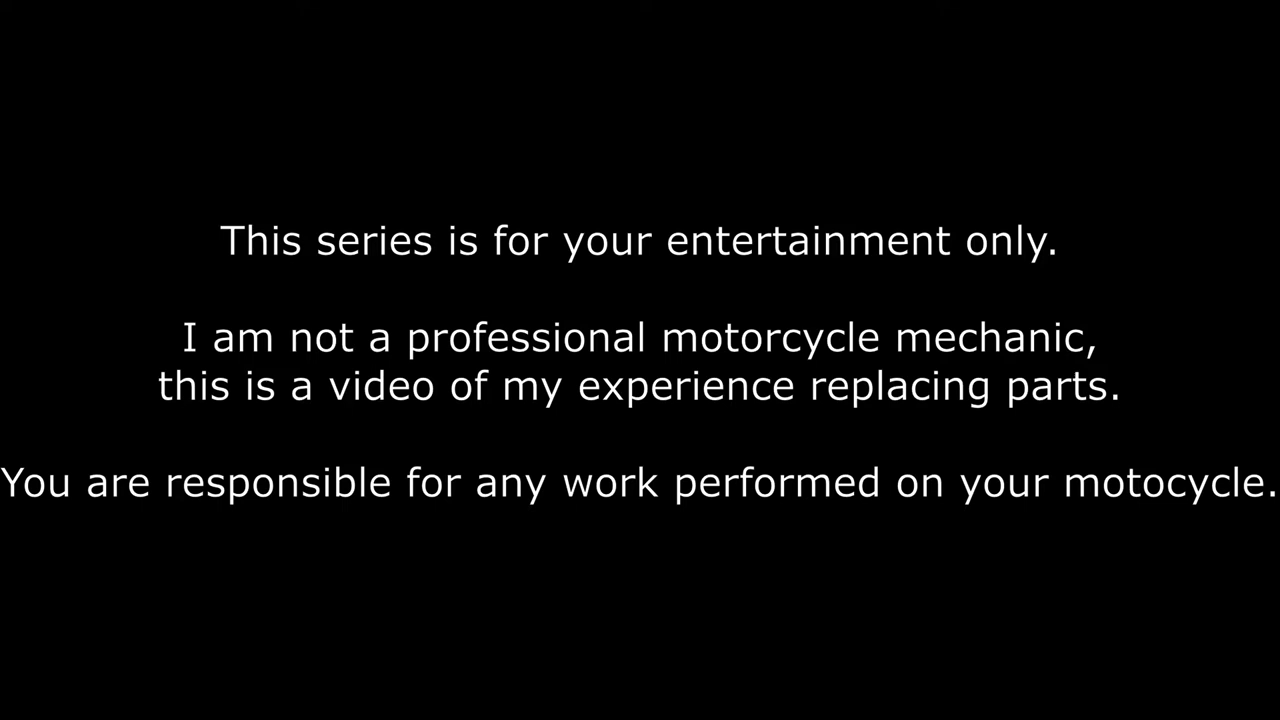 This series is for your entertainment only.
I am not a professional motorcycle mechanic,
this is a video of my experience replacing parts.
You are responsible for any work performed on your motocycle.